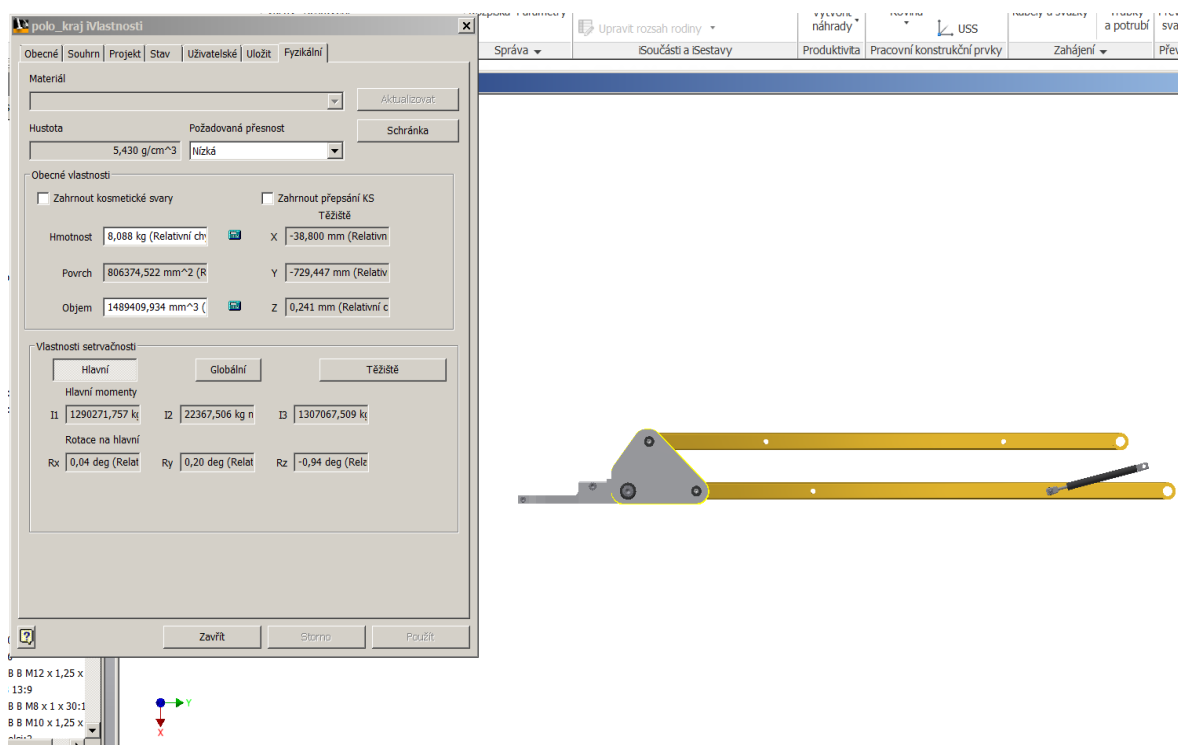 polo_kraj iVlastnosti
Obecné Souhrn Projekt Stav Uživatelské Uložit Fyzikální
Materiál
Aktualizovat
Hustota Požadovaná přesnost
Schránka
5,430 g/cm^3 Nízká
Obecné vlastnosti
Zahrnout kosmetické svary Zahrnout přepsání KS
Těžiště
Hmotnost 8,088 kg (Relativní ch X -38,800 mm (Relativn
Povrch 806374,522 mm^2 (R Y -729,447 mm (Relativ
Objem 1489409,934 mm^3 ( Z 0,241 mm (Relativní c
Vlastnosti setrvačnosti
Hlavní Globální Těžiště
Hlavní momenty
I1 1290271,757 k I2 22367,506 kg I3 1307067,509 k
Rotace na hlavní
Rx 0,04 deg (Relat Ry 0,20 deg (Relat Rz -0,94 deg (Rela
Zavřít Storno Použít
B B M12 x 1,25 x
13:9
B B M8 x 1 x 30:1
B B M10 x 1,25 x
Upravit rozsah rodiny
náhrady
USS
a potrubí
Správa
iSoučásti a iSestavy
Produktivita
Pracovní konstrukční prvky
Zahájení
Y
X